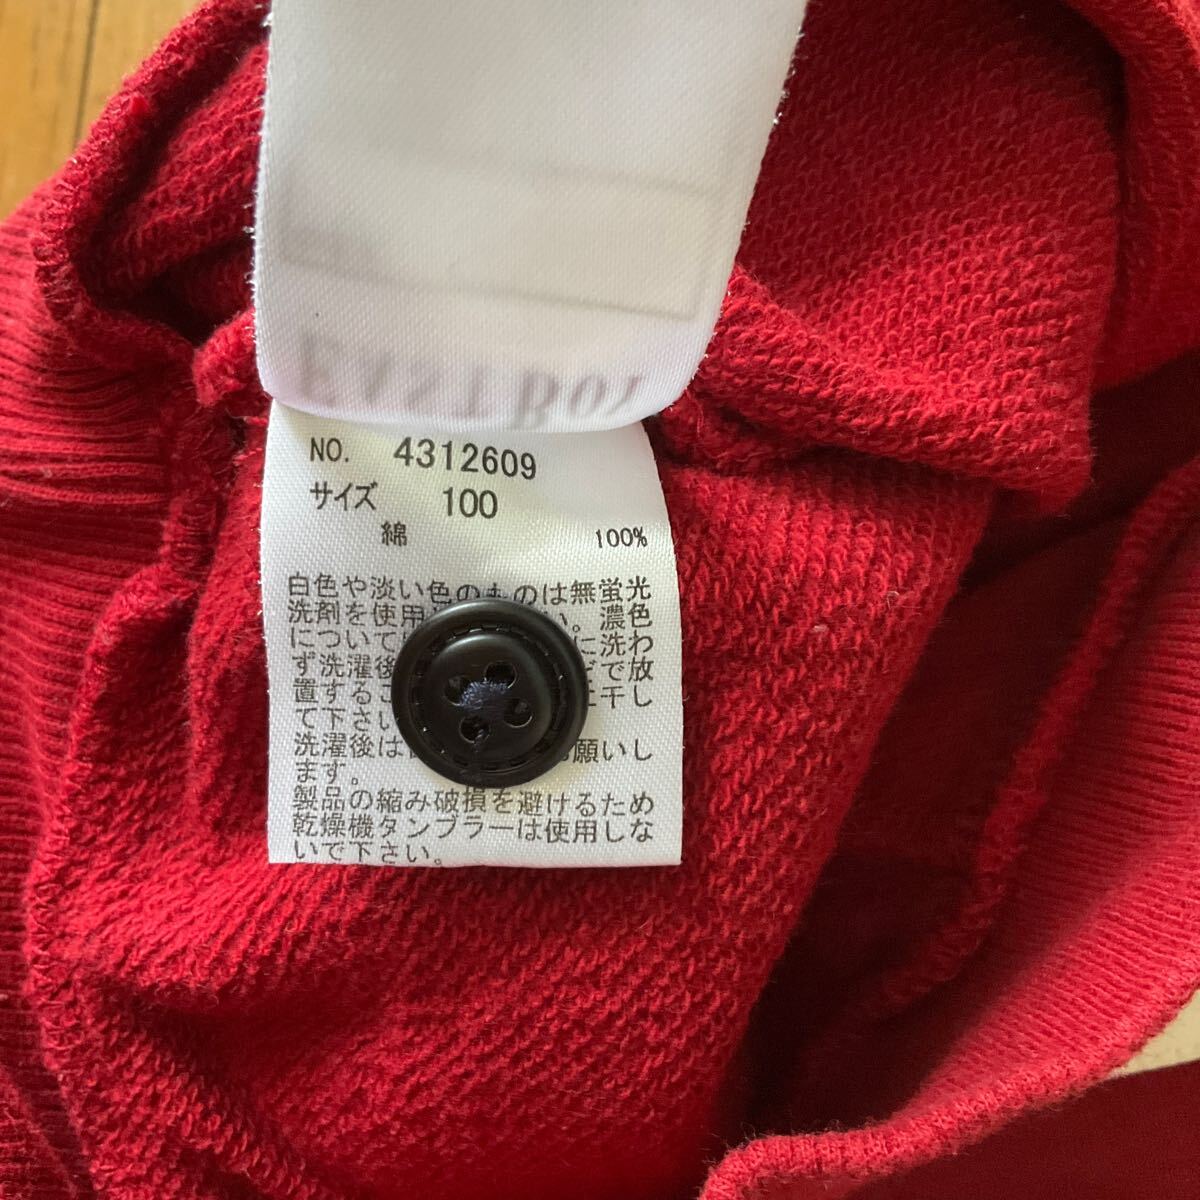 NO. 4312609
サイズ 100
綿 100%
白色や淡い色のものは無蛍光
洗剤を使用 い。濃色
について に洗わ
ず洗濯後 で放
置する 干し
て下さい
洗濯後は 願いし
ます。
製品の縮み破損を避けるため
乾燥機タンブラーは使用しな
いで下さい。